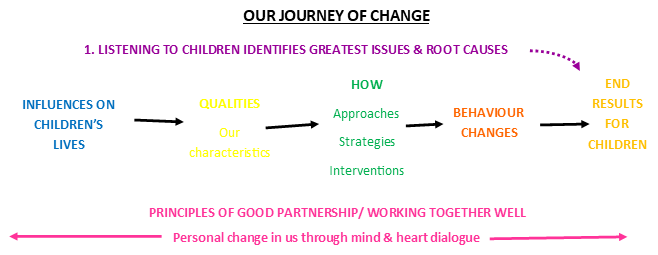 OUR JOURNEY OF CHANGE
1. LISTENING TO CHILDREN IDENTIFIES GREATEST ISSUES & ROOT CAUSES
INFLUENCES ON
CHILDREN'S
LIVES
QUALITIES
Our
characteristics
HOW
Approaches
Strategies
Interventions
BEHAVIOUR
CHANGES
END
RESULTS
FOR
CHILDREN
PRINCIPLES OF GOOD PARTNERSHIP/ WORKING TOGETHER WELL
Personal change in us through mind & heart dialogue